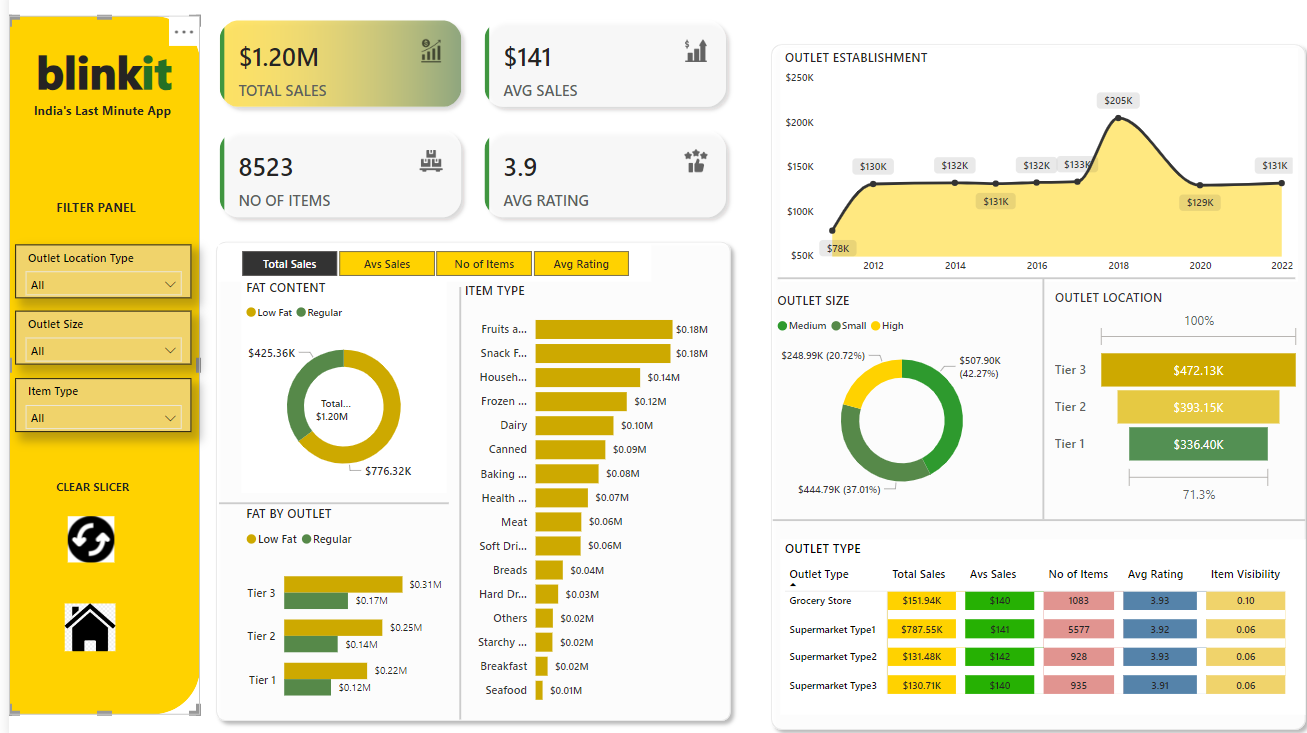 blinkit
India's Last Minute App
FILTER PANEL
Outlet Location Type
All
Outlet Size
All
Item Type
All
CLEAR SLICER
$1.20M
TOTAL SALES
$141
AVG SALES
8523
NO OF ITEMS
3.9
AVG RATING
Total Sales Avs Sales No of Items Avg Rating
FAT CONTENT
Low Fat Regular
$425.36K
Total...
$1.20M
$776.32K
FAT BY OUTLET
Low Fat Regular
Tier 3 $0.31M
$0.17M
Tier 2 $0.25M
$0.14M
Tier 1 $0.22M
$0.12M
ITEM TYPE
Fruits a... $0.18M
Snack F... $0.18M
Househ... $0.14M
Frozen ... $0.12M
Dairy $0.10M
Canned $0.09M
Baking ... $0.08M
Health ... $0.07M
Meat $0.06M
Soft Dri... $0.06M
Breads $0.04M
Hard Dr... $0.03M
Others $0.02M
Starchy ... $0.02M
Breakfast $0.02M
Seafood $0.01M
OUTLET ESTABLISHMENT
$250K
$200K
$150K
$100K
$50K
$78K
$130K
$132K
$131K
$132K
$133K
$205K
$129K
$131K
2012 2014 2016 2018 2020 2022
OUTLET SIZE
Medium Small High
$248.99K (20.72%)
$507.90K
(42.27%)
$444.79K (37.01%)
OUTLET LOCATION
100%
Tier 3 $472.13K
Tier 2 $393.15K
Tier 1 $336.40K
71.3%
OUTLET TYPE
Outlet Type Total Sales Avs Sales No of Items Avg Rating Item Visibility
Grocery Store $151.94K $140 1083 3.93 0.10
Supermarket Type1 $787.55K $141 5577 3.92 0.06
Supermarket Type2 $131.48K $142 928 3.93 0.06
Supermarket Type3 $130.71K $140 935 3.91 0.06